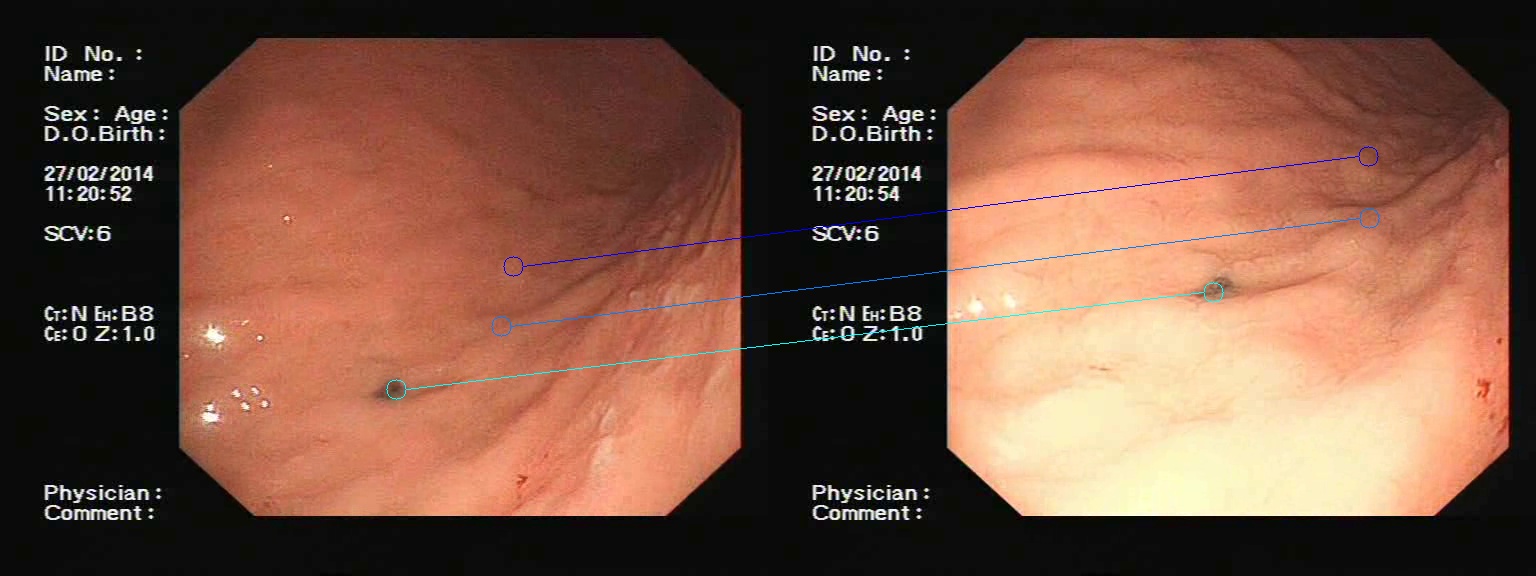 ID No. :
Name :
Sex : Age :
D.O.Birth :
27/02/2014
11:20:52
SCV:6
CT:N EH:B8
CE:0 Z:1.0
Physician :
Comment :
ID No. :
Name :
Sex : Age :
D.O.Birth :
27/02/2014
11:20:54
SCV:6
CT:N EH:B8
CE:0 Z:1.0
Physician :
Comment :